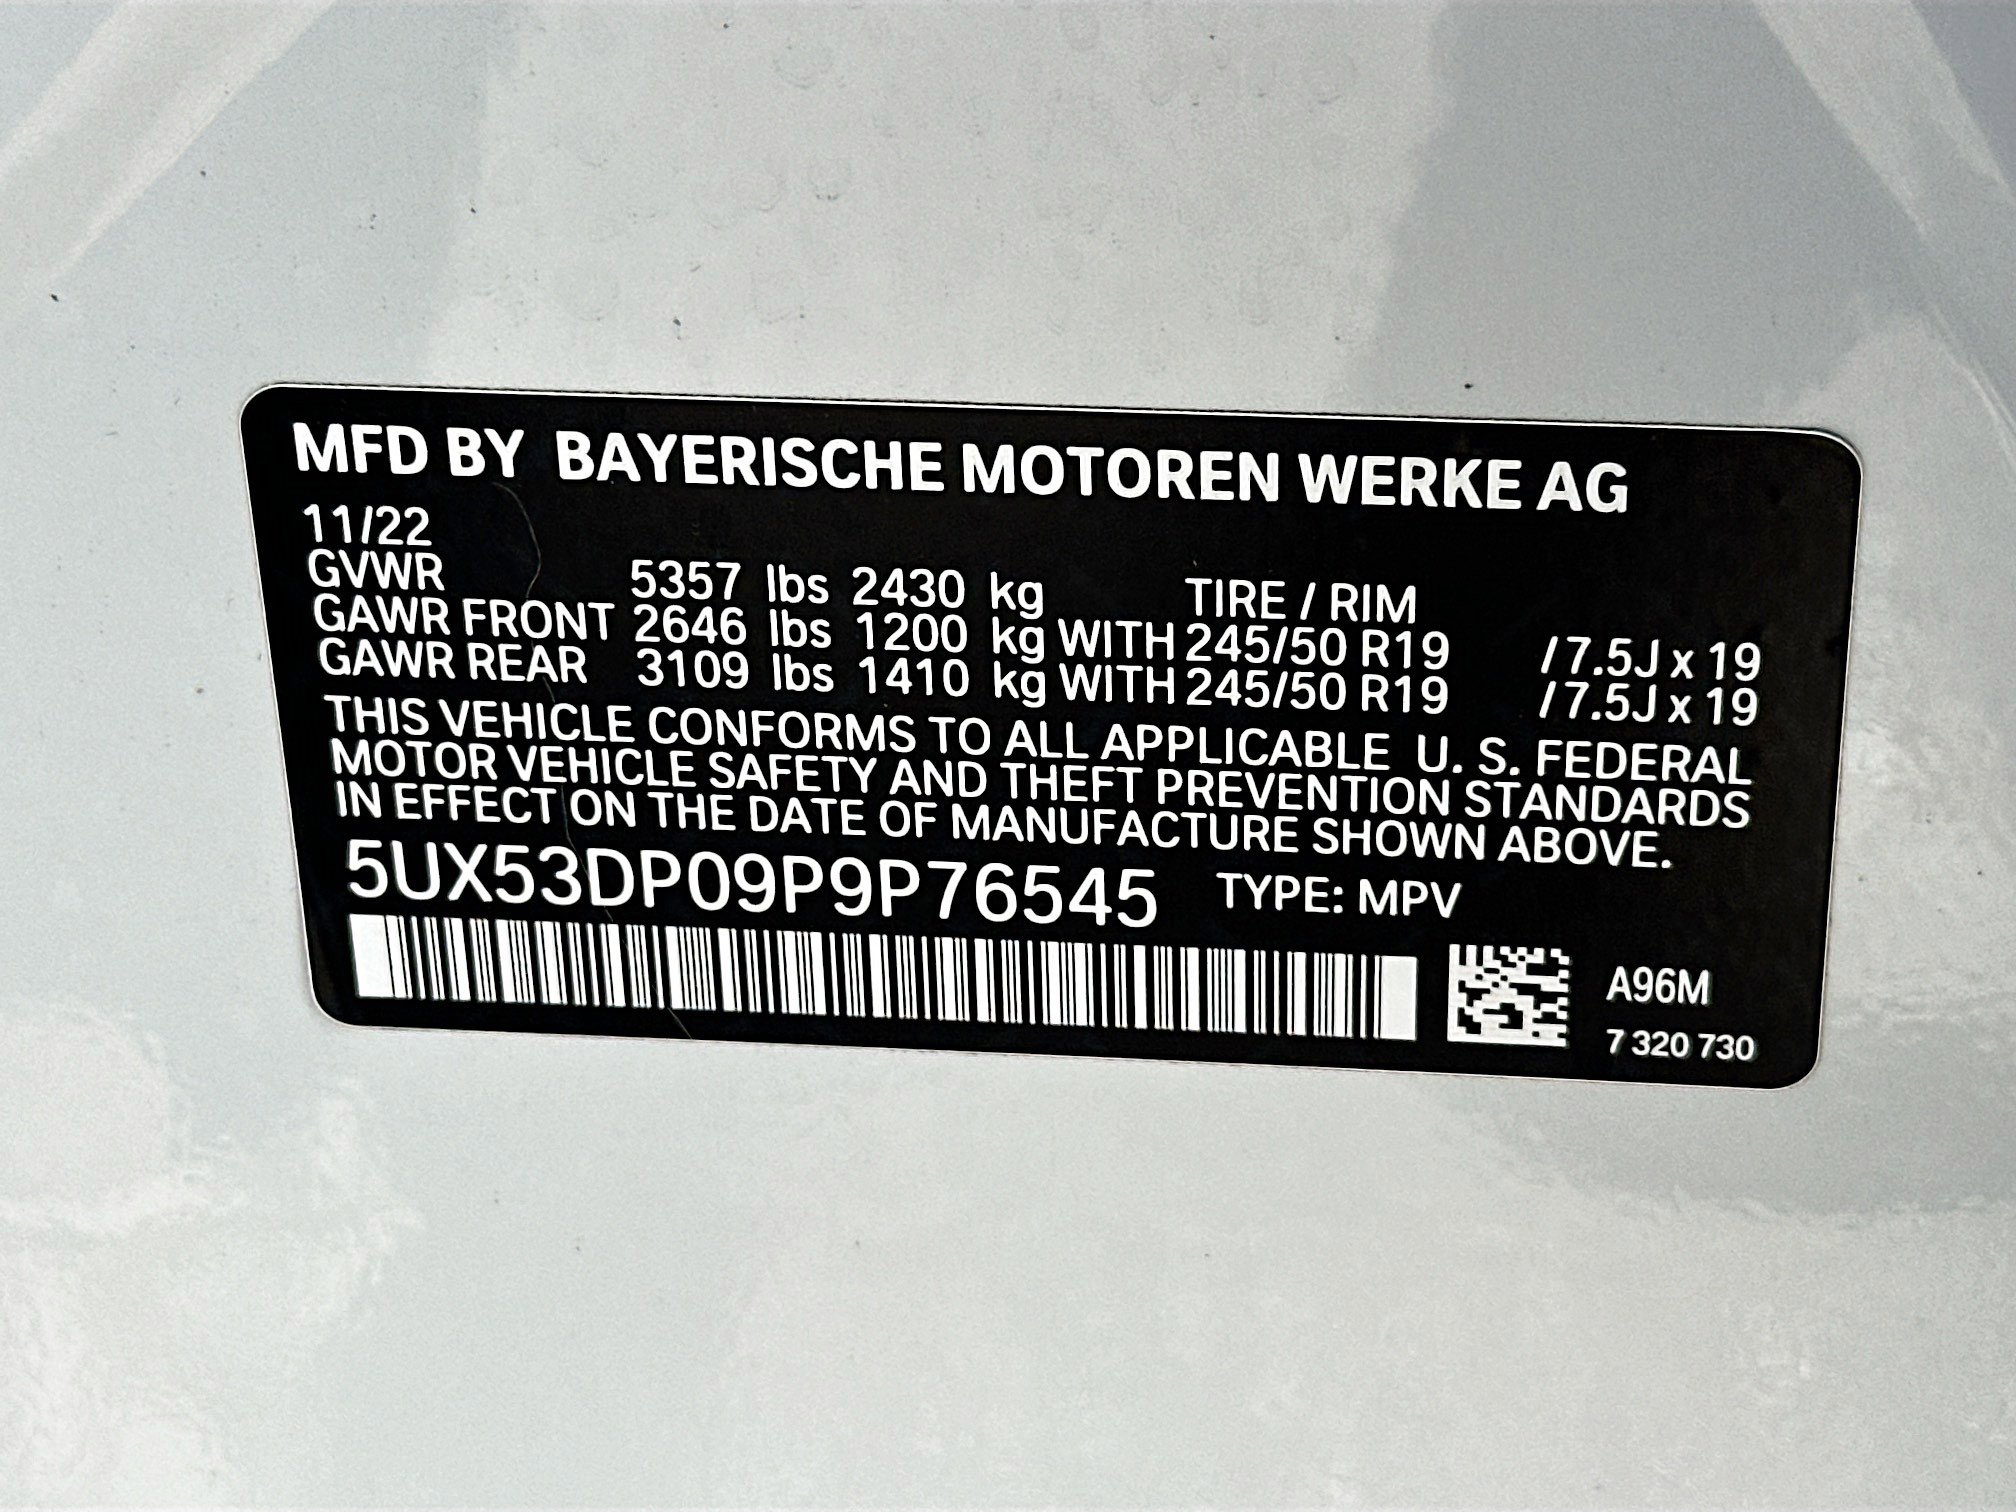 MFD BY BAYERISCHE MOTOREN WERKE AG
11/22
GVWR 5357 lbs 2430 kg TIRE / RIM
GAWR FRONT 2646 lbs 1200 kg WITH 245/50 R19 / 7.5J x 19
GAWR REAR 3109 lbs 1410 kg WITH 245/50 R19 / 7.5J x 19
THIS VEHICLE CONFORMS TO ALL APPLICABLE U. S. FEDERAL
MOTOR VEHICLE SAFETY AND THEFT PREVENTION STANDARDS
IN EFFECT ON THE DATE OF MANUFACTURE SHOWN ABOVE.
5UX53DP09P9P76545 TYPE: MPV
A96M
7 320 730